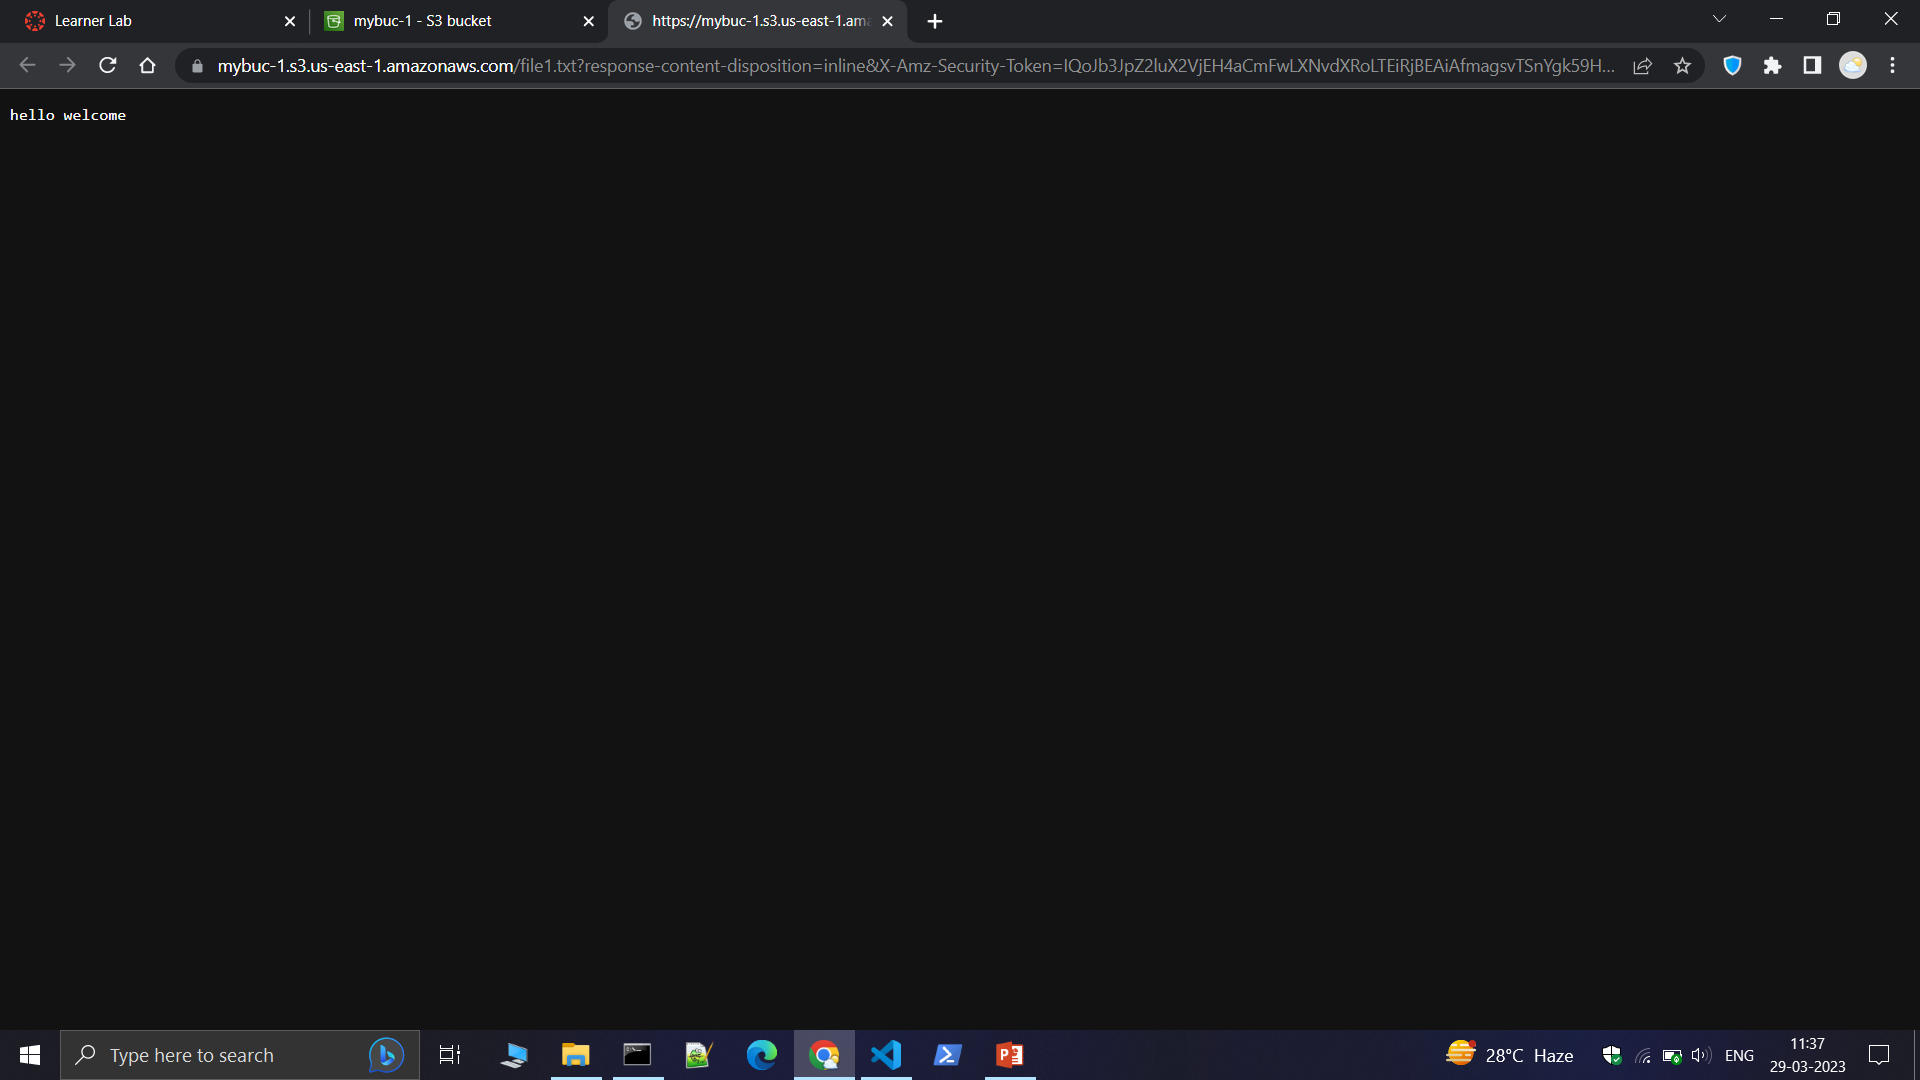 Learner Lab
mybuc-1 - S3 bucket
https://mybuc-1.s3.us-east-1.ama
mybuc-1.s3.us-east-1.amazonaws.com/file1.txt?response-content-disposition=inline&X-Amz-Security-Token=IQoJb3JpZ2luX2VjEH4aCmFwLXNvdXRoLTEiRjBEAiAfmagsvTSnYgk59H...
hello welcome
Type here to search
28°C Haze
ENG
11:37
29-03-2023